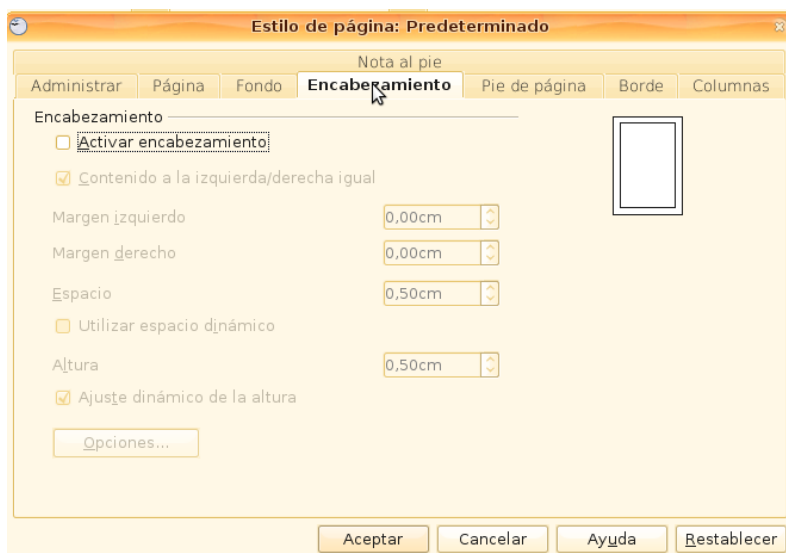 Estilo de página: Predeterminado
Nota al pie
Administrar Página Fondo Encabezamiento Pie de página Borde Columnas
Encabezamiento
Activar encabezamiento
Contenido a la izquierda/derecha igual
Margen izquierdo 0,00cm
Margen derecho 0,00cm
Espacio 0,50cm
Utilizar espacio dinámico
Altura 0,50cm
Ajuste dinámico de la altura
Opciones...
Aceptar Cancelar Ayuda Restablecer